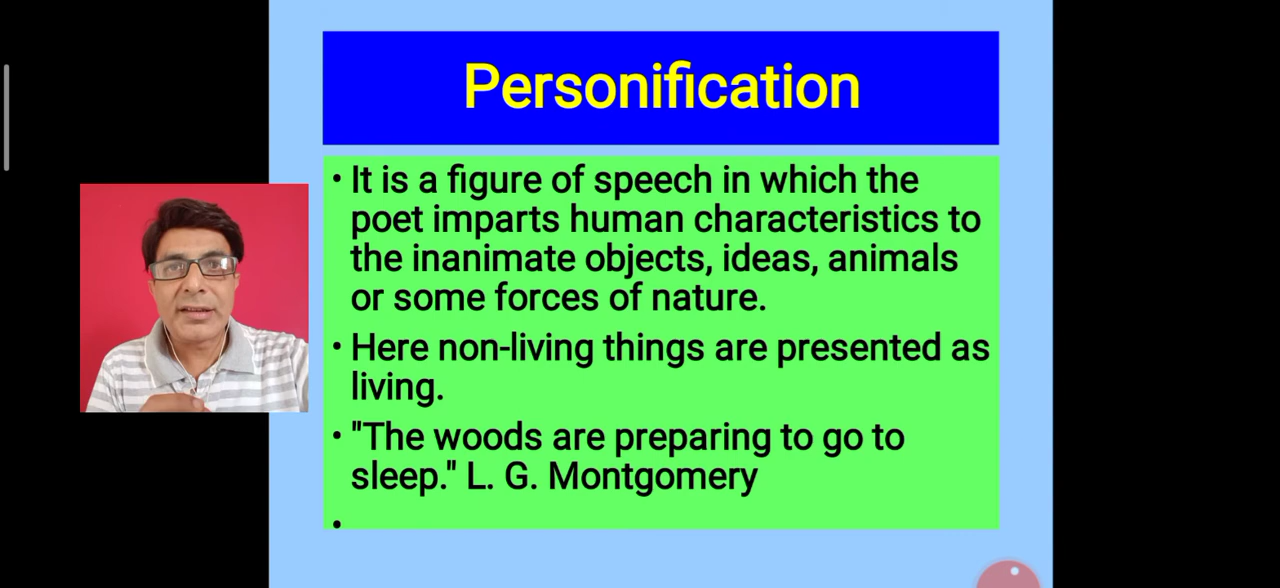 Personification
• It is a figure of speech in which the
poet imparts human characteristics to
the inanimate objects, ideas, animals
or some forces of nature.
• Here non-living things are presented as
living.
• "The woods are preparing to go to
sleep." L. G. Montgomery
•